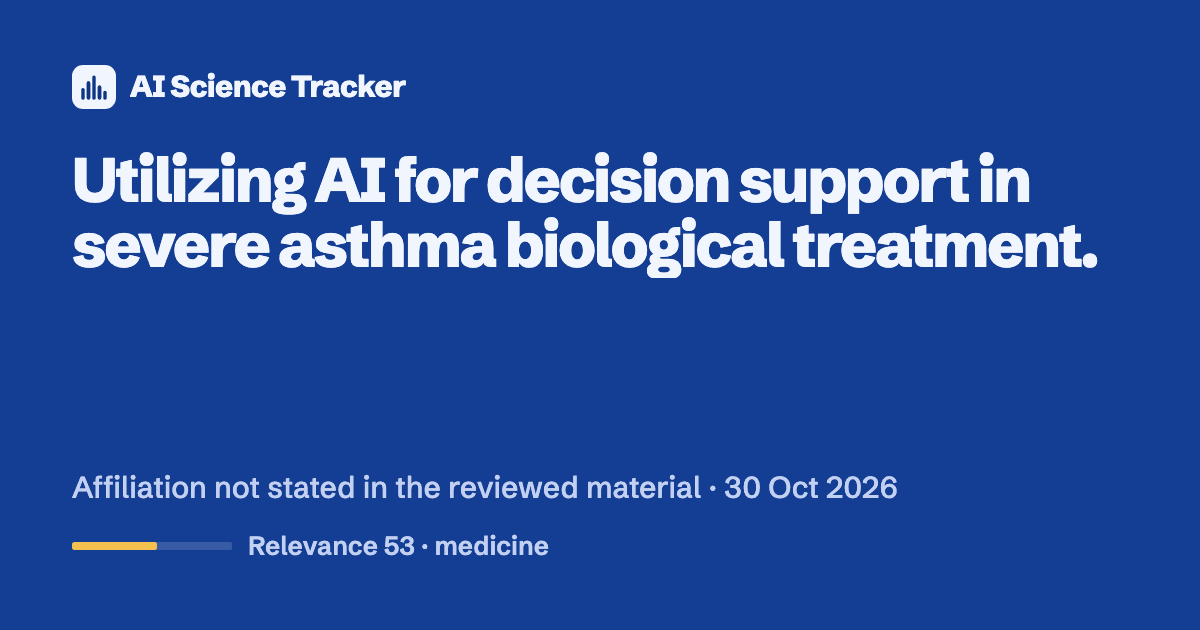 AI Science Tracker
Utilizing AI for decision support in
severe asthma biological treatment.
Affiliation not stated in the reviewed material · 30 Oct 2026
Relevance 53 · medicine